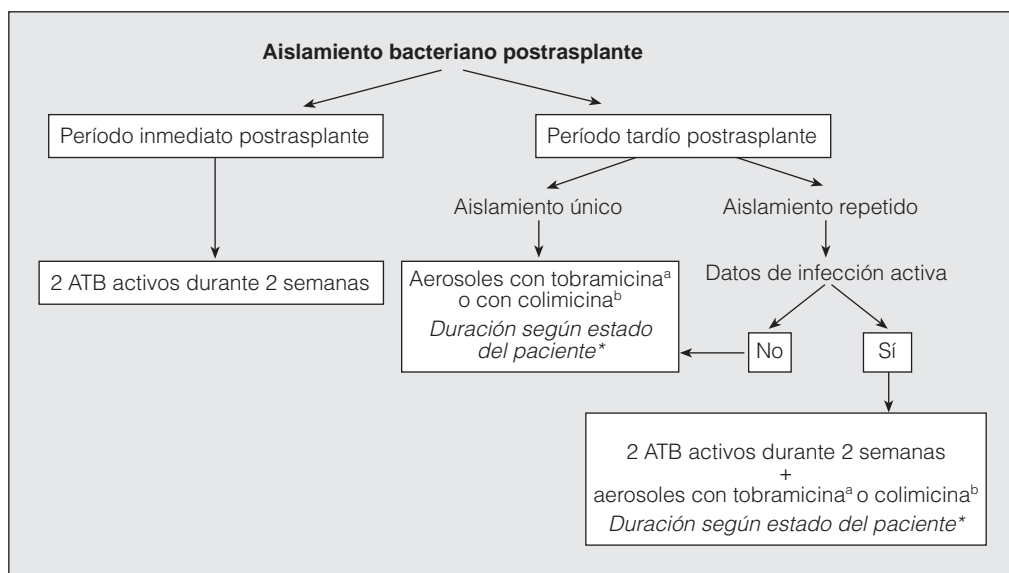 Aislamiento bacteriano postrasplante
Período inmediato postrasplante
Período tardío postrasplante
Aislamiento único
Aislamiento repetido
2 ATB activos durante 2 semanas
Aerosoles con tobramicinaᵃ
o con colimicinaᵇ
Duración según estado
del paciente*
Datos de infección activa
No
Sí
2 ATB activos durante 2 semanas
+
aerosoles con tobramicinaᵃ o colimicinaᵇ
Duración según estado del paciente*